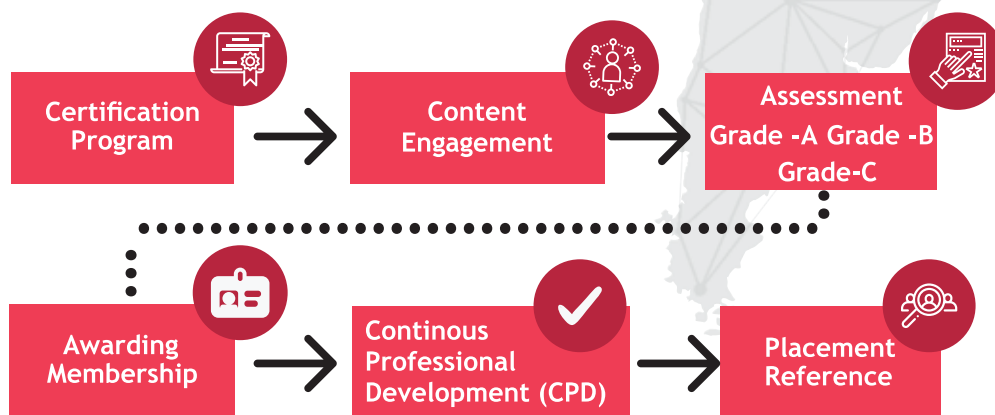 Certification
Program
Content
Engagement
Assessment
Grade -A Grade -B
Grade-C
Awarding
Membership
Continous
Professional
Development (CPD)
Placement
Reference